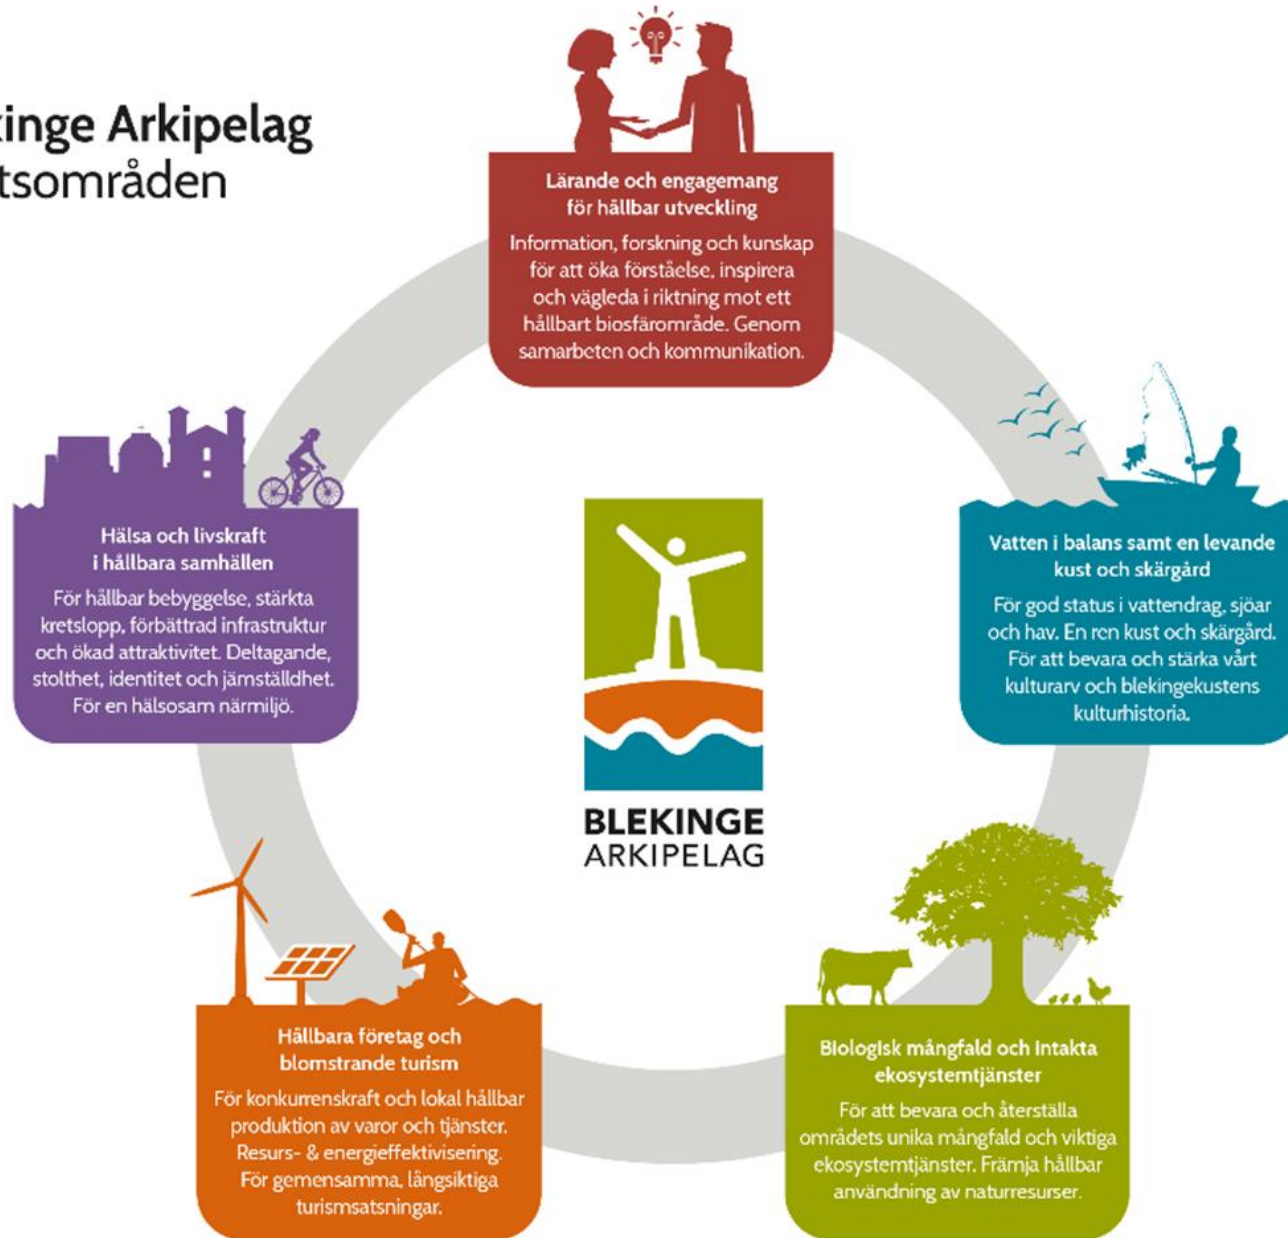 kinge Arkipelag
tsområden
Lärande och engagemang
för hållbar utveckling
Information, forskning och kunskap
för att öka förståelse, inspirera
och vägleda i riktning mot ett
hållbart biosfärområde. Genom
samarbeten och kommunikation.
Hälsa och livskraft
i hållbara samhällen
För hållbar bebyggelse, stärkta
kretslopp, förbättrad infrastruktur
och ökad attraktivitet. Deltagande,
stolthet, identitet och jämställdhet.
För en hälsosam närmiljö.
Vatten i balans samt en levande
kust och skärgård
För god status i vattendrag, sjöar
och hav. En ren kust och skärgård.
För att bevara och stärka vårt
kulturarv och blekingekustens
kulturhistoria.
BLEKINGE
ARKIPELAG
Hållbara företag och
blomstrande turism
För konkurrenskraft och lokal hållbar
produktion av varor och tjänster.
Resurs- & energieffektivisering.
För gemensamma, långsiktiga
turismsatsningar.
Biologisk mångfald och intakta
ekosystemtjänster
För att bevara och återställa
områdets unika mångfald och viktiga
ekosystemtjänster. Främja hållbar
användning av naturresurser.